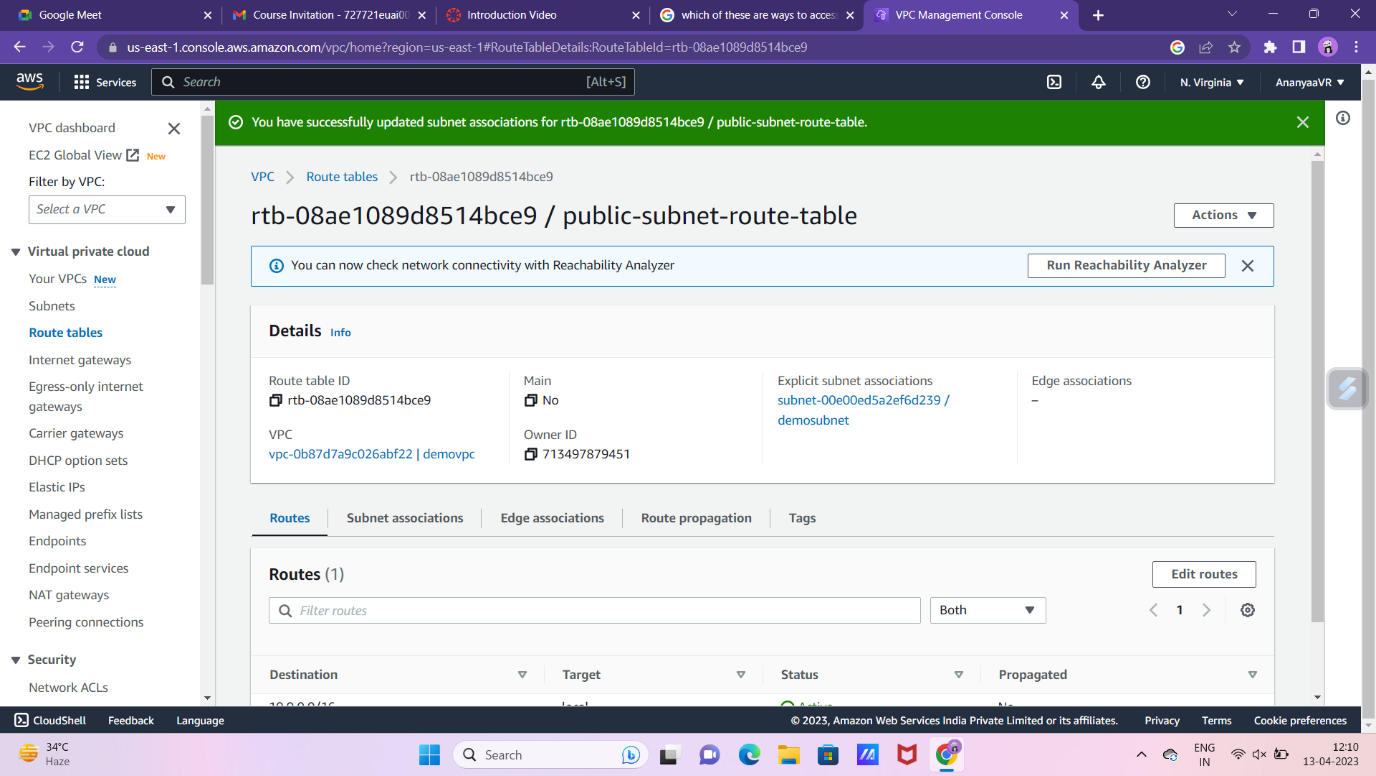 Google Meet
Course Invitation - 727721euai00
Introduction Video
which of these are ways to acces
VPC Management Console
us-east-1.console.aws.amazon.com/vpc/home?region=us-east-1#RouteTableDetails:RouteTableId=rtb-08ae1089d8514bce9
aws
Services
Search
[Alt+S]
N. Virginia
AnanyaaVR
VPC dashboard
EC2 Global View New
Filter by VPC:
Select a VPC
Virtual private cloud
Your VPCs New
Subnets
Route tables
Internet gateways
Egress-only internet
gateways
Carrier gateways
DHCP option sets
Elastic IPs
Managed prefix lists
Endpoints
Endpoint services
NAT gateways
Peering connections
Security
Network ACLs
You have successfully updated subnet associations for rtb-08ae1089d8514bce9 / public-subnet-route-table.
VPC
Route tables
rtb-08ae1089d8514bce9
rtb-08ae1089d8514bce9 / public-subnet-route-table
Actions
You can now check network connectivity with Reachability Analyzer
Run Reachability Analyzer
Details Info
Route table ID
rtb-08ae1089d8514bce9
Main
No
Explicit subnet associations
subnet-00e00ed5a2ef6d239 /
demosubnet
Edge associations
–
VPC
vpc-0b87d7a9c026abf22 | demovpc
Owner ID
713497879451
Routes
Subnet associations
Edge associations
Route propagation
Tags
Routes (1)
Edit routes
Filter routes
Both
1
Destination
Target
Status
Propagated
CloudShell
Feedback
Language
© 2023, Amazon Web Services India Private Limited or its affiliates.
Privacy
Terms
Cookie preferences
34°C
Haze
Search
ENG
IN
12:10
13-04-2023